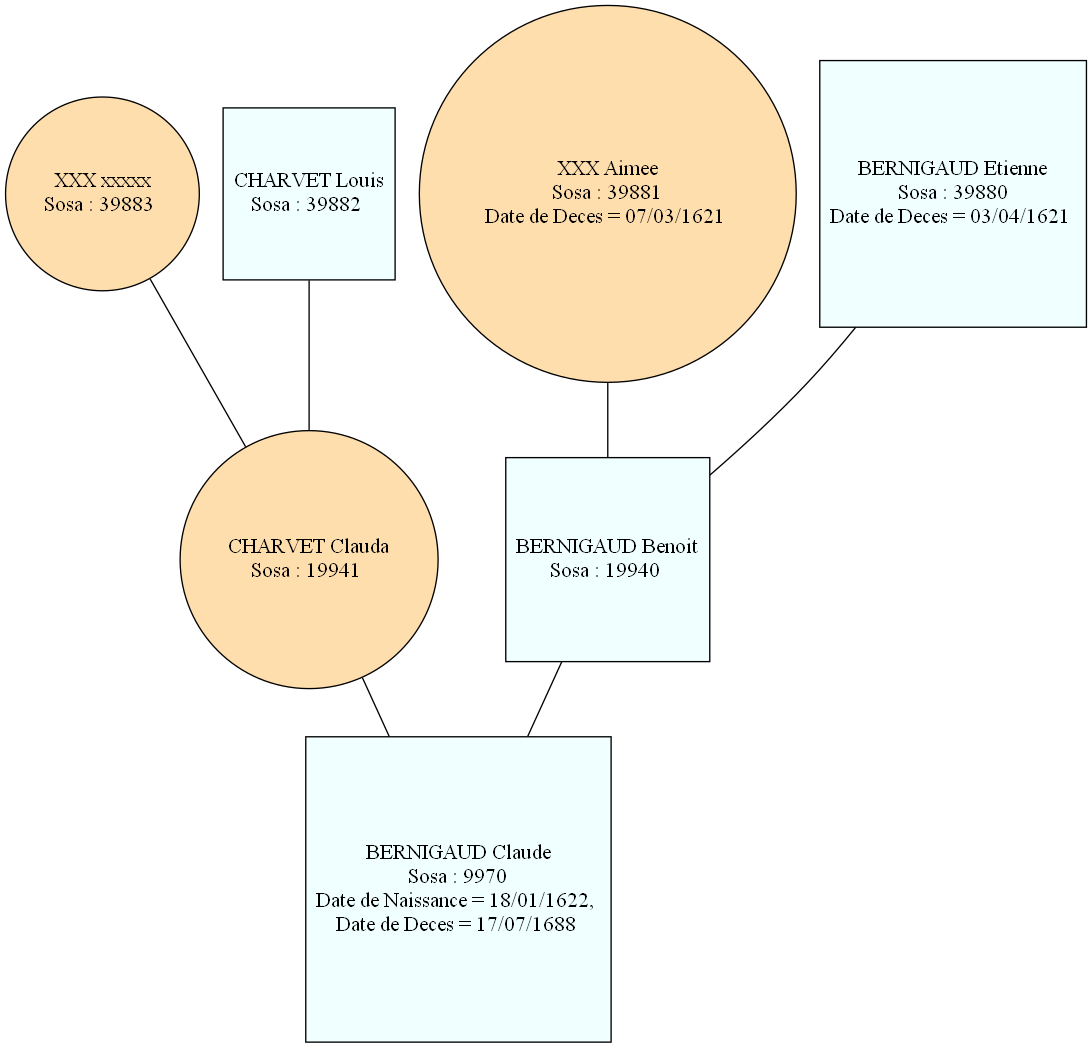 XXX xxxxx
Sosa : 39883
CHARVET Louis
Sosa : 39882
XXX Aimee
Sosa : 39881
Date de Deces = 07/03/1621
BERNIGAUD Etienne
Sosa : 39880
Date de Deces = 03/04/1621
CHARVET Clauda
Sosa : 19941
BERNIGAUD Benoit
Sosa : 19940
BERNIGAUD Claude
Sosa : 9970
Date de Naissance = 18/01/1622,
Date de Deces = 17/07/1688